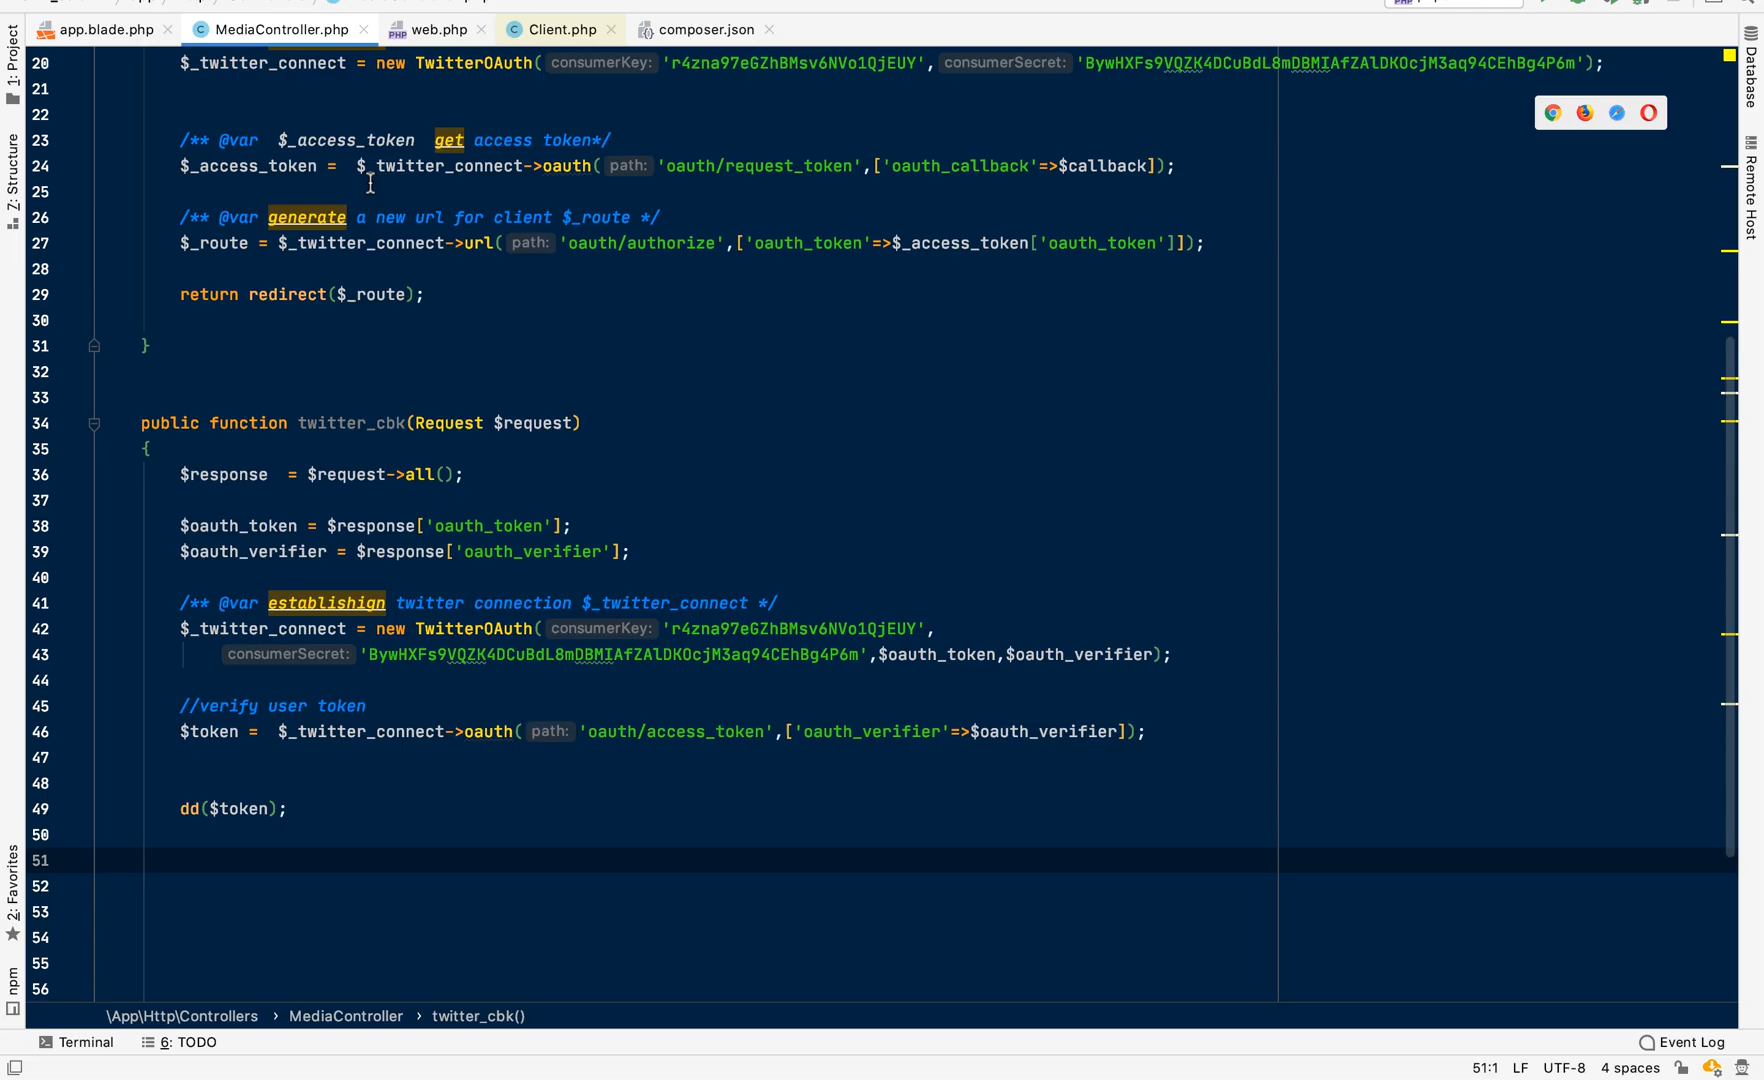 app.blade.php MediaController.php web.php Client.php composer.json
20 $_twitter_connect = new TwitterOAuth( consumerKey: 'r4zna97eGZhBMsv6NVo1QjEUY', consumerSecret: 'BywHXFs9VQZK4DCuBdL8mDBMIAfZAlDKOcjM3aq94CEhBg4P6m');
21
22
23 /** @var $_access_token get access token*/
24 $_access_token = $_twitter_connect->oauth( path: 'oauth/request_token',['oauth_callback'=>$callback]);
25
26 /** @var generate a new url for client $_route */
27 $_route = $_twitter_connect->url( path: 'oauth/authorize',['oauth_token'=>$_access_token['oauth_token']]);
28
29 return redirect($_route);
30
31 }
32
33
34 public function twitter_cbk(Request $request)
35 {
36 $response = $request->all();
37
38 $oauth_token = $response['oauth_token'];
39 $oauth_verifier = $response['oauth_verifier'];
40
41 /** @var establishign twitter connection $_twitter_connect */
42 $_twitter_connect = new TwitterOAuth( consumerKey: 'r4zna97eGZhBMsv6NVo1QjEUY',
43 consumerSecret: 'BywHXFs9VQZK4DCuBdL8mDBMIAfZAlDKOcjM3aq94CEhBg4P6m',$oauth_token,$oauth_verifier);
44
45 //verify user token
46 $token = $_twitter_connect->oauth( path: 'oauth/access_token',['oauth_verifier'=>$oauth_verifier]);
47
48
49 dd($token);
50
51
52
53
54
55
56
\App\Http\Controllers › MediaController › twitter_cbk()
Terminal 6: TODO Event Log
51:1 LF UTF-8 4 spaces
1: Project
7: Structure
2: Favorites
npm
Database
Remote Host